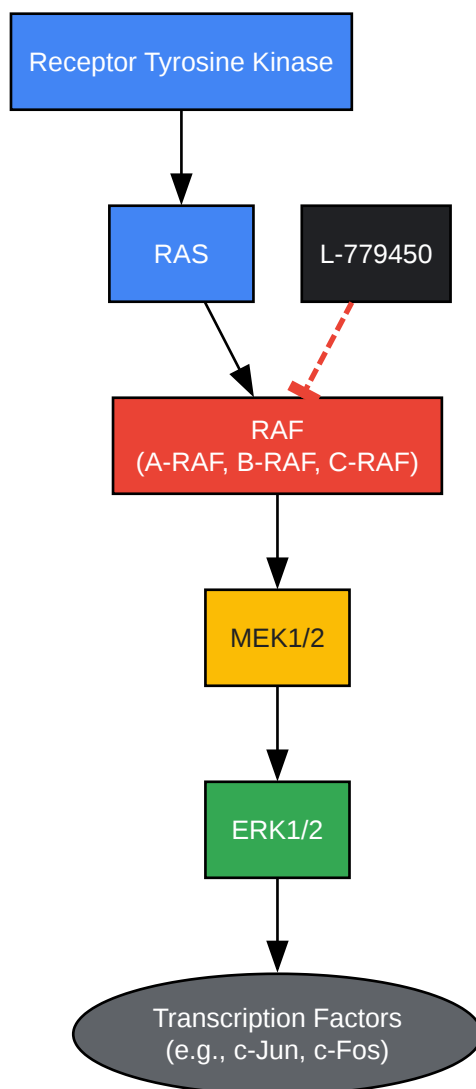 Receptor Tyrosine Kinase
RAS
L-779450
RAF
(A-RAF, B-RAF, C-RAF)
MEK1/2
ERK1/2
Transcription Factors
(e.g., c-Jun, c-Fos)